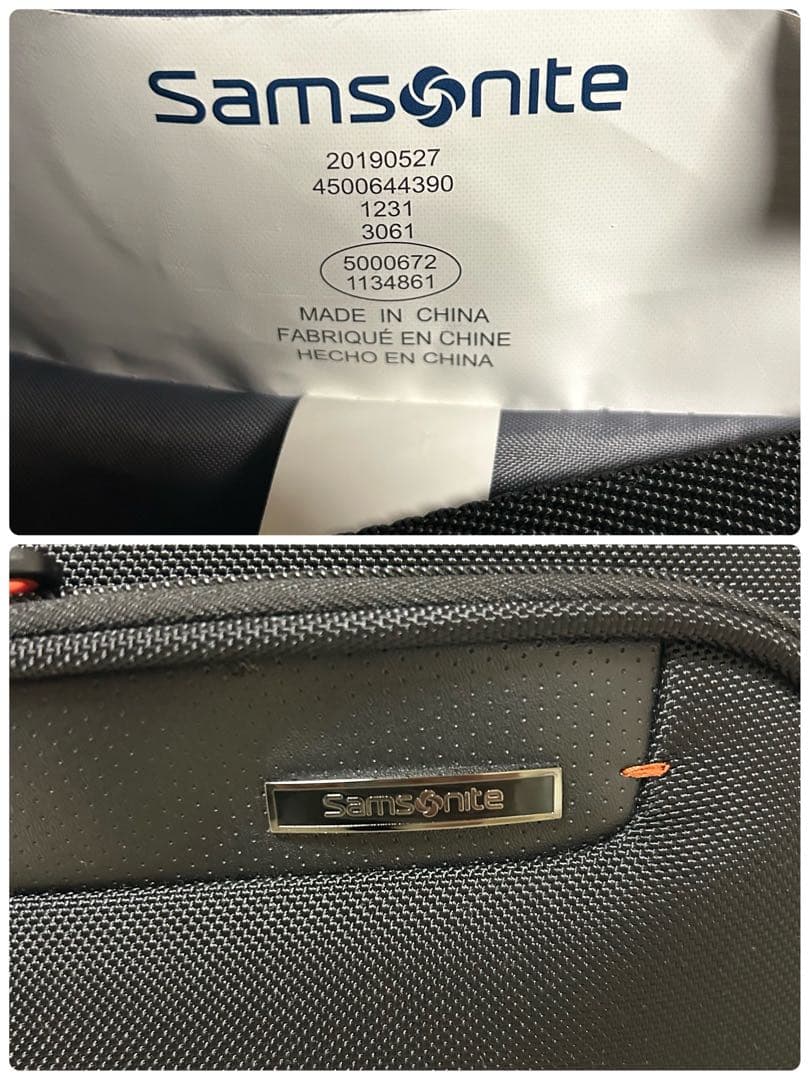 Samsonite
20190527
4500644390
1231
3061
5000672
1134861
MADE IN CHINA
FABRIQUÉ EN CHINE
HECHO EN CHINA
Samsonite